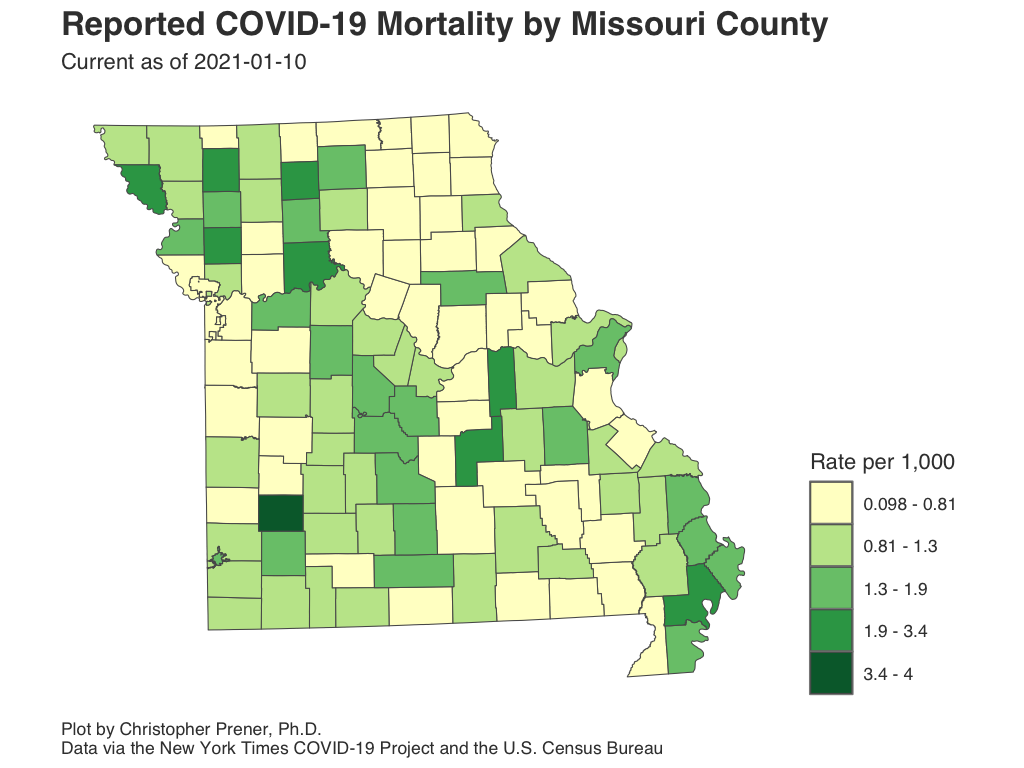 Reported COVID-19 Mortality by Missouri County
Current as of 2021-01-10
Rate per 1,000
0.098 - 0.81
0.81 - 1.3
1.3 - 1.9
1.9 - 3.4
3.4 - 4
Plot by Christopher Prener, Ph.D.
Data via the New York Times COVID-19 Project and the U.S. Census Bureau